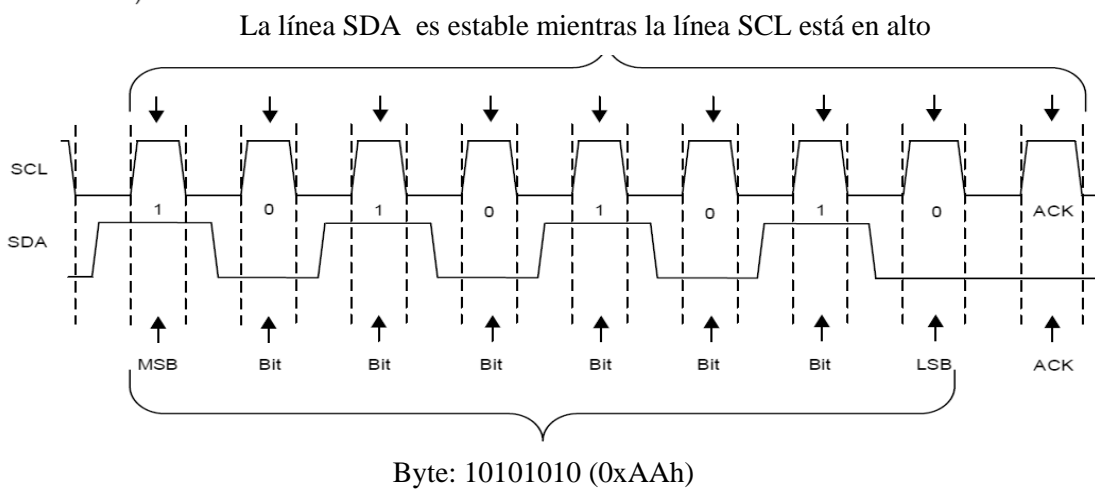 )
La línea SDA es estable mientras la línea SCL está en alto
SCL
1 0 1 0 1 0 1 0 ACK
SDA
MSB Bit Bit Bit Bit Bit Bit LSB ACK
Byte: 10101010 (0xAAh)